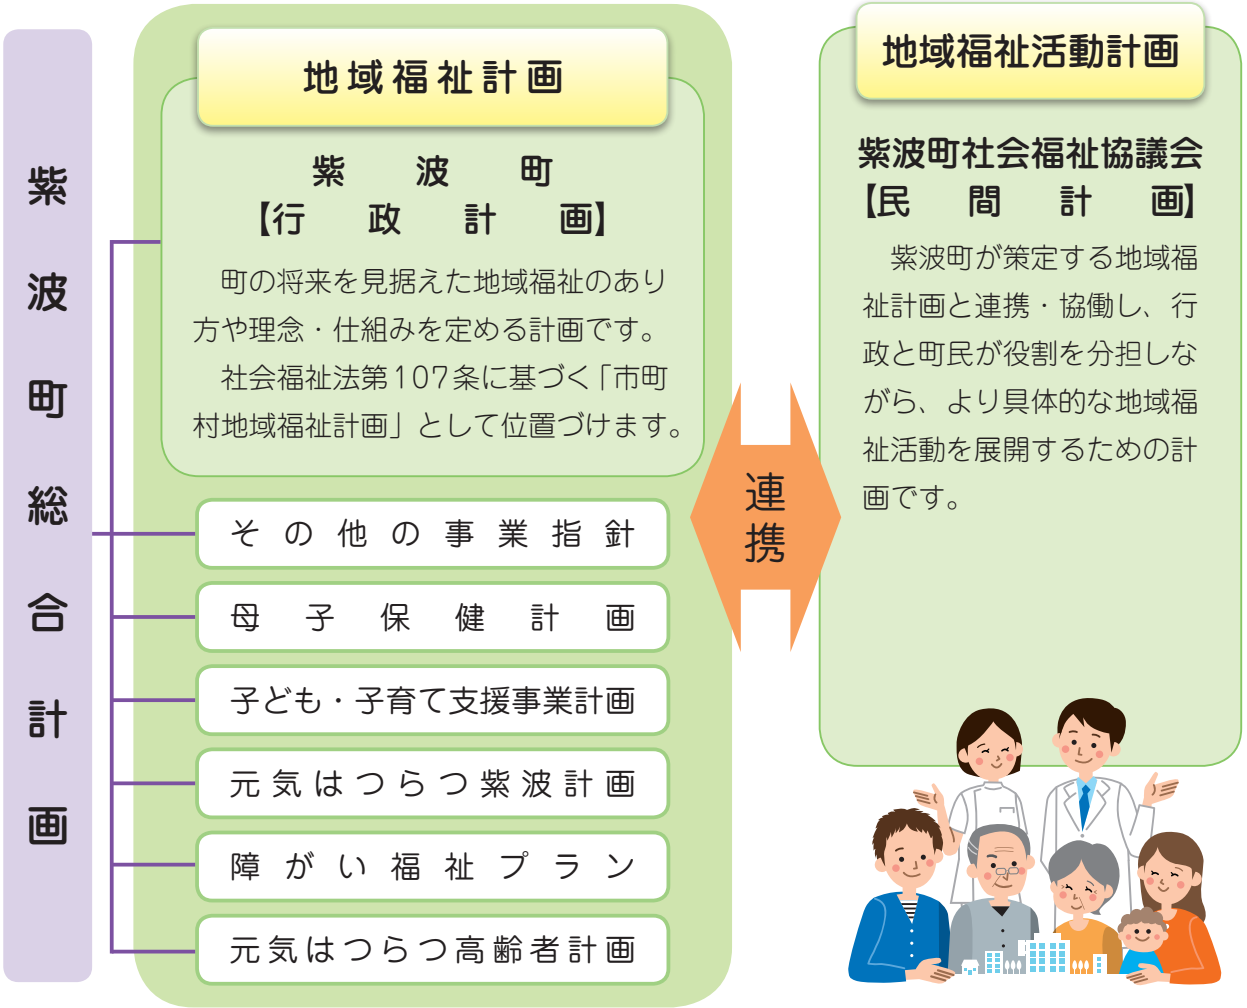 紫波町総合計画
地域福祉計画
紫波町
【行政計画】
町の将来を見据えた地域福祉のあり
方や理念・仕組みを定める計画です。
社会福祉法第107条に基づく「市町
村地域福祉計画」として位置づけます。
その他の事業指針
母子保健計画
子ども・子育て支援事業計画
元気はつらつ紫波計画
障がい福祉プラン
元気はつらつ高齢者計画
連携
地域福祉活動計画
紫波町社会福祉協議会
【民間計画】
紫波町が策定する地域福
祉計画と連携・協働し、行
政と町民が役割を分担しな
がら、より具体的な地域福
祉活動を展開するための計
画です。